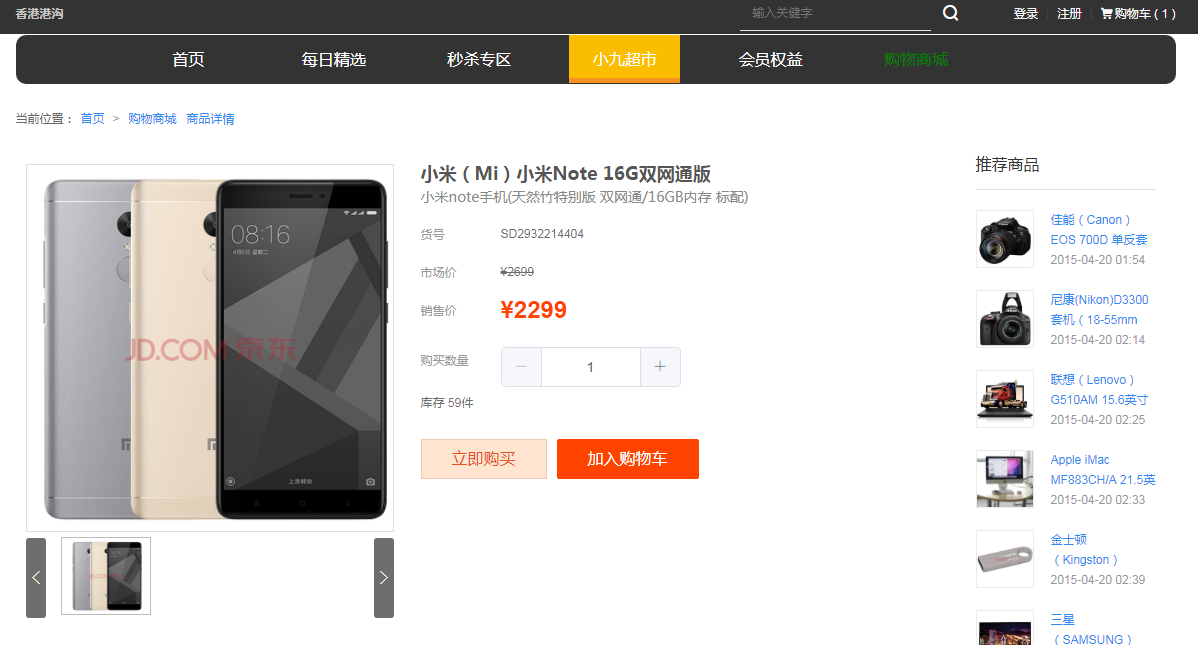 香港港沟
输入关键字
登录 注册 购物车 ( 1 )
首页 每日精选 秒杀专区 小九超市 会员权益 购物商城
当前位置： 首页 > 购物商城 商品详情
08:16
JD.COM 京东
上滑解锁
小米（Mi）小米Note 16G双网通版
小米note手机(天然竹特别版 双网通/16GB内存 标配)
货号 SD2932214404
市场价 ¥2699
销售价 ¥2299
购买数量 1
库存 59件
立即购买 加入购物车
推荐商品
佳能（Canon）
EOS 700D 单反套
2015-04-20 01:54
尼康(Nikon)D3300
套机（18-55mm
2015-04-20 02:14
联想（Lenovo）
G510AM 15.6英寸
2015-04-20 02:25
Apple iMac
MF883CH/A 21.5英
2015-04-20 02:33
金士顿
（Kingston）
2015-04-20 02:39
三星
（SAMSUNG）